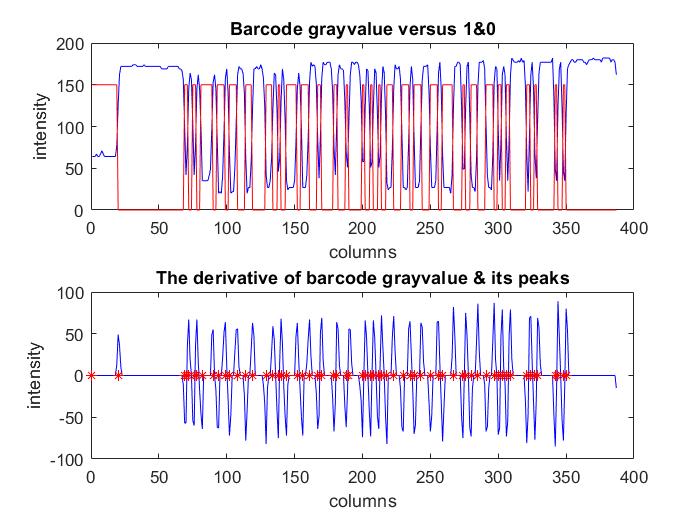 Barcode grayvalue versus 1&0
200
150
100
50
0
intensity
0 50 100 150 200 250 300 350 400
columns
The derivative of barcode grayvalue & its peaks
100
50
0
-50
-100
intensity
0 50 100 150 200 250 300 350 400
columns